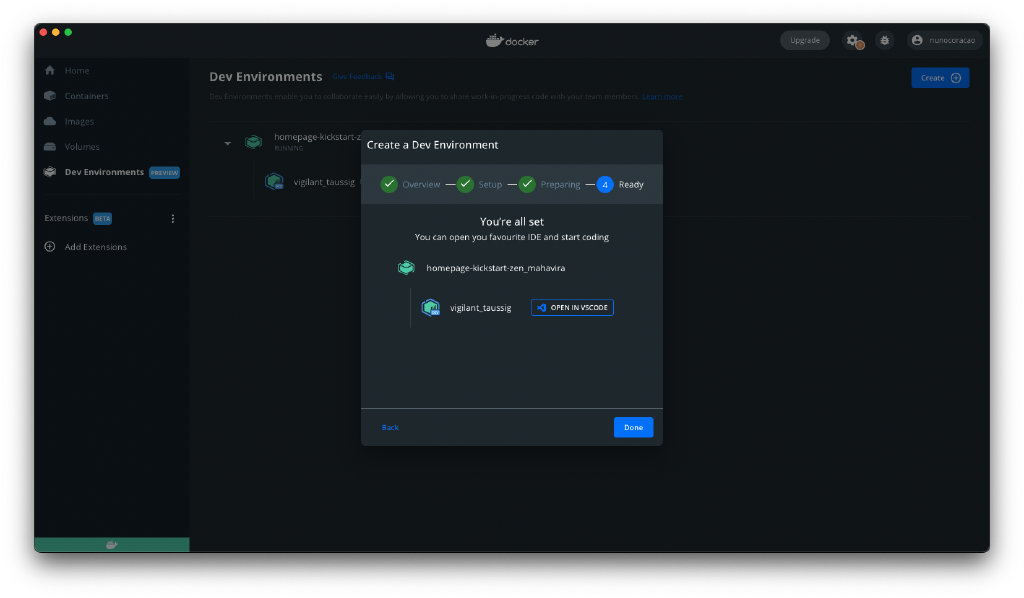 docker
Upgrade
nunocoracao
Home
Containers
Images
Volumes
Dev Environments PREVIEW
Extensions BETA
Add Extensions
Dev Environments Give Feedback
Create
Dev Environments enable you to collaborate easily by allowing you to share work-in-progress code with your team members. Learn more
homepage-kickstart-z
RUNNING
vigilant_taussig
Create a Dev Environment
Overview
Setup
Preparing
4 Ready
You're all set
You can open you favourite IDE and start coding
homepage-kickstart-zen_mahavira
vigilant_taussig
OPEN IN VSCODE
Back
Done